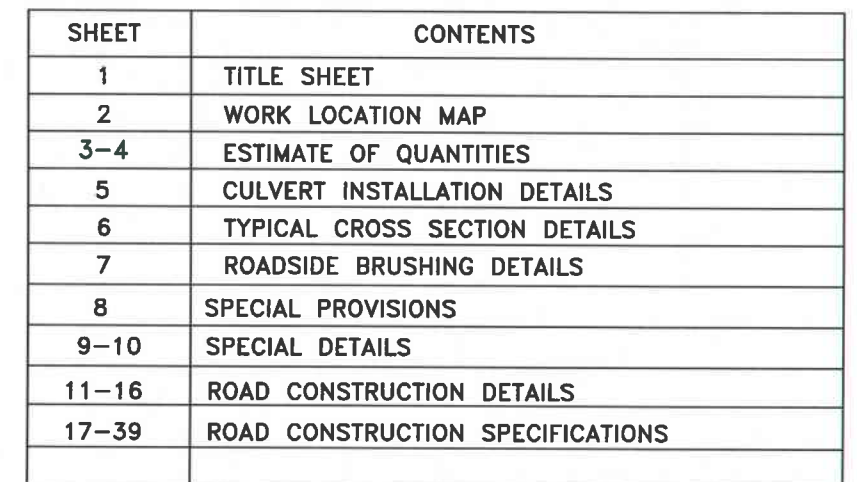 SHEET CONTENTS
1 TITLE SHEET
2 WORK LOCATION MAP
3-4 ESTIMATE OF QUANTITIES
5 CULVERT INSTALLATION DETAILS
6 TYPICAL CROSS SECTION DETAILS
7 ROADSIDE BRUSHING DETAILS
8 SPECIAL PROVISIONS
9-10 SPECIAL DETAILS
11-16 ROAD CONSTRUCTION DETAILS
17-39 ROAD CONSTRUCTION SPECIFICATIONS